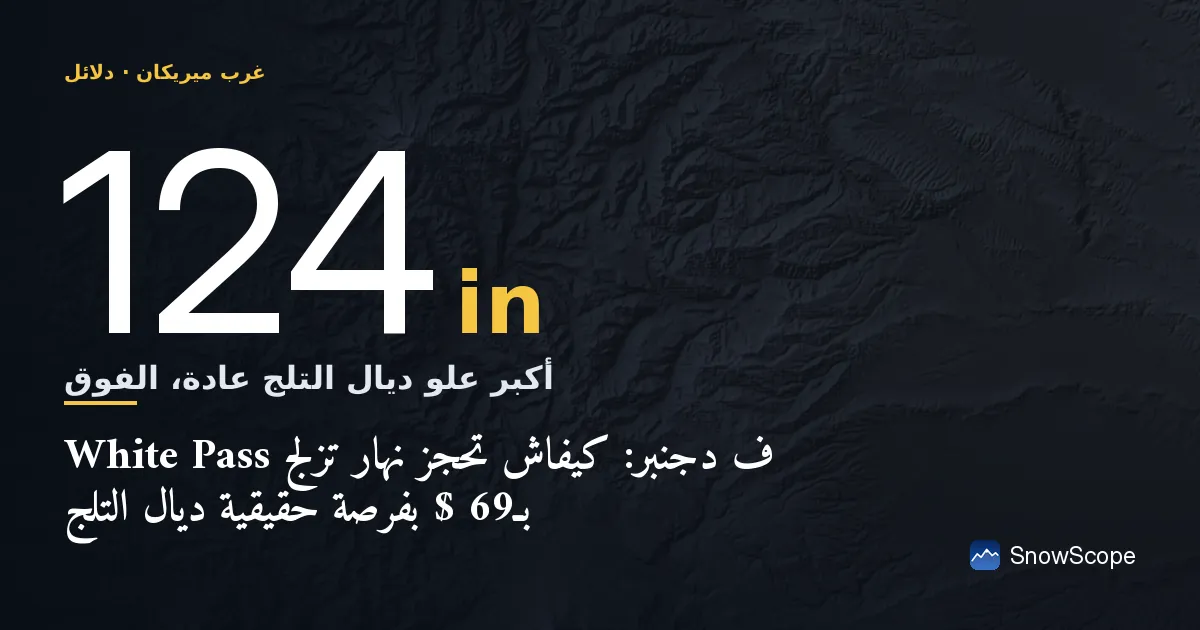 غرب ميريكان · دلائل
124 in
أكبر علو ديال التلج عادة، الفوق
White Pass ف دجنبر: كيفاش تحجز نهار تزلج
بـ69 $ بفرصة حقيقية ديال التلج
SnowScope